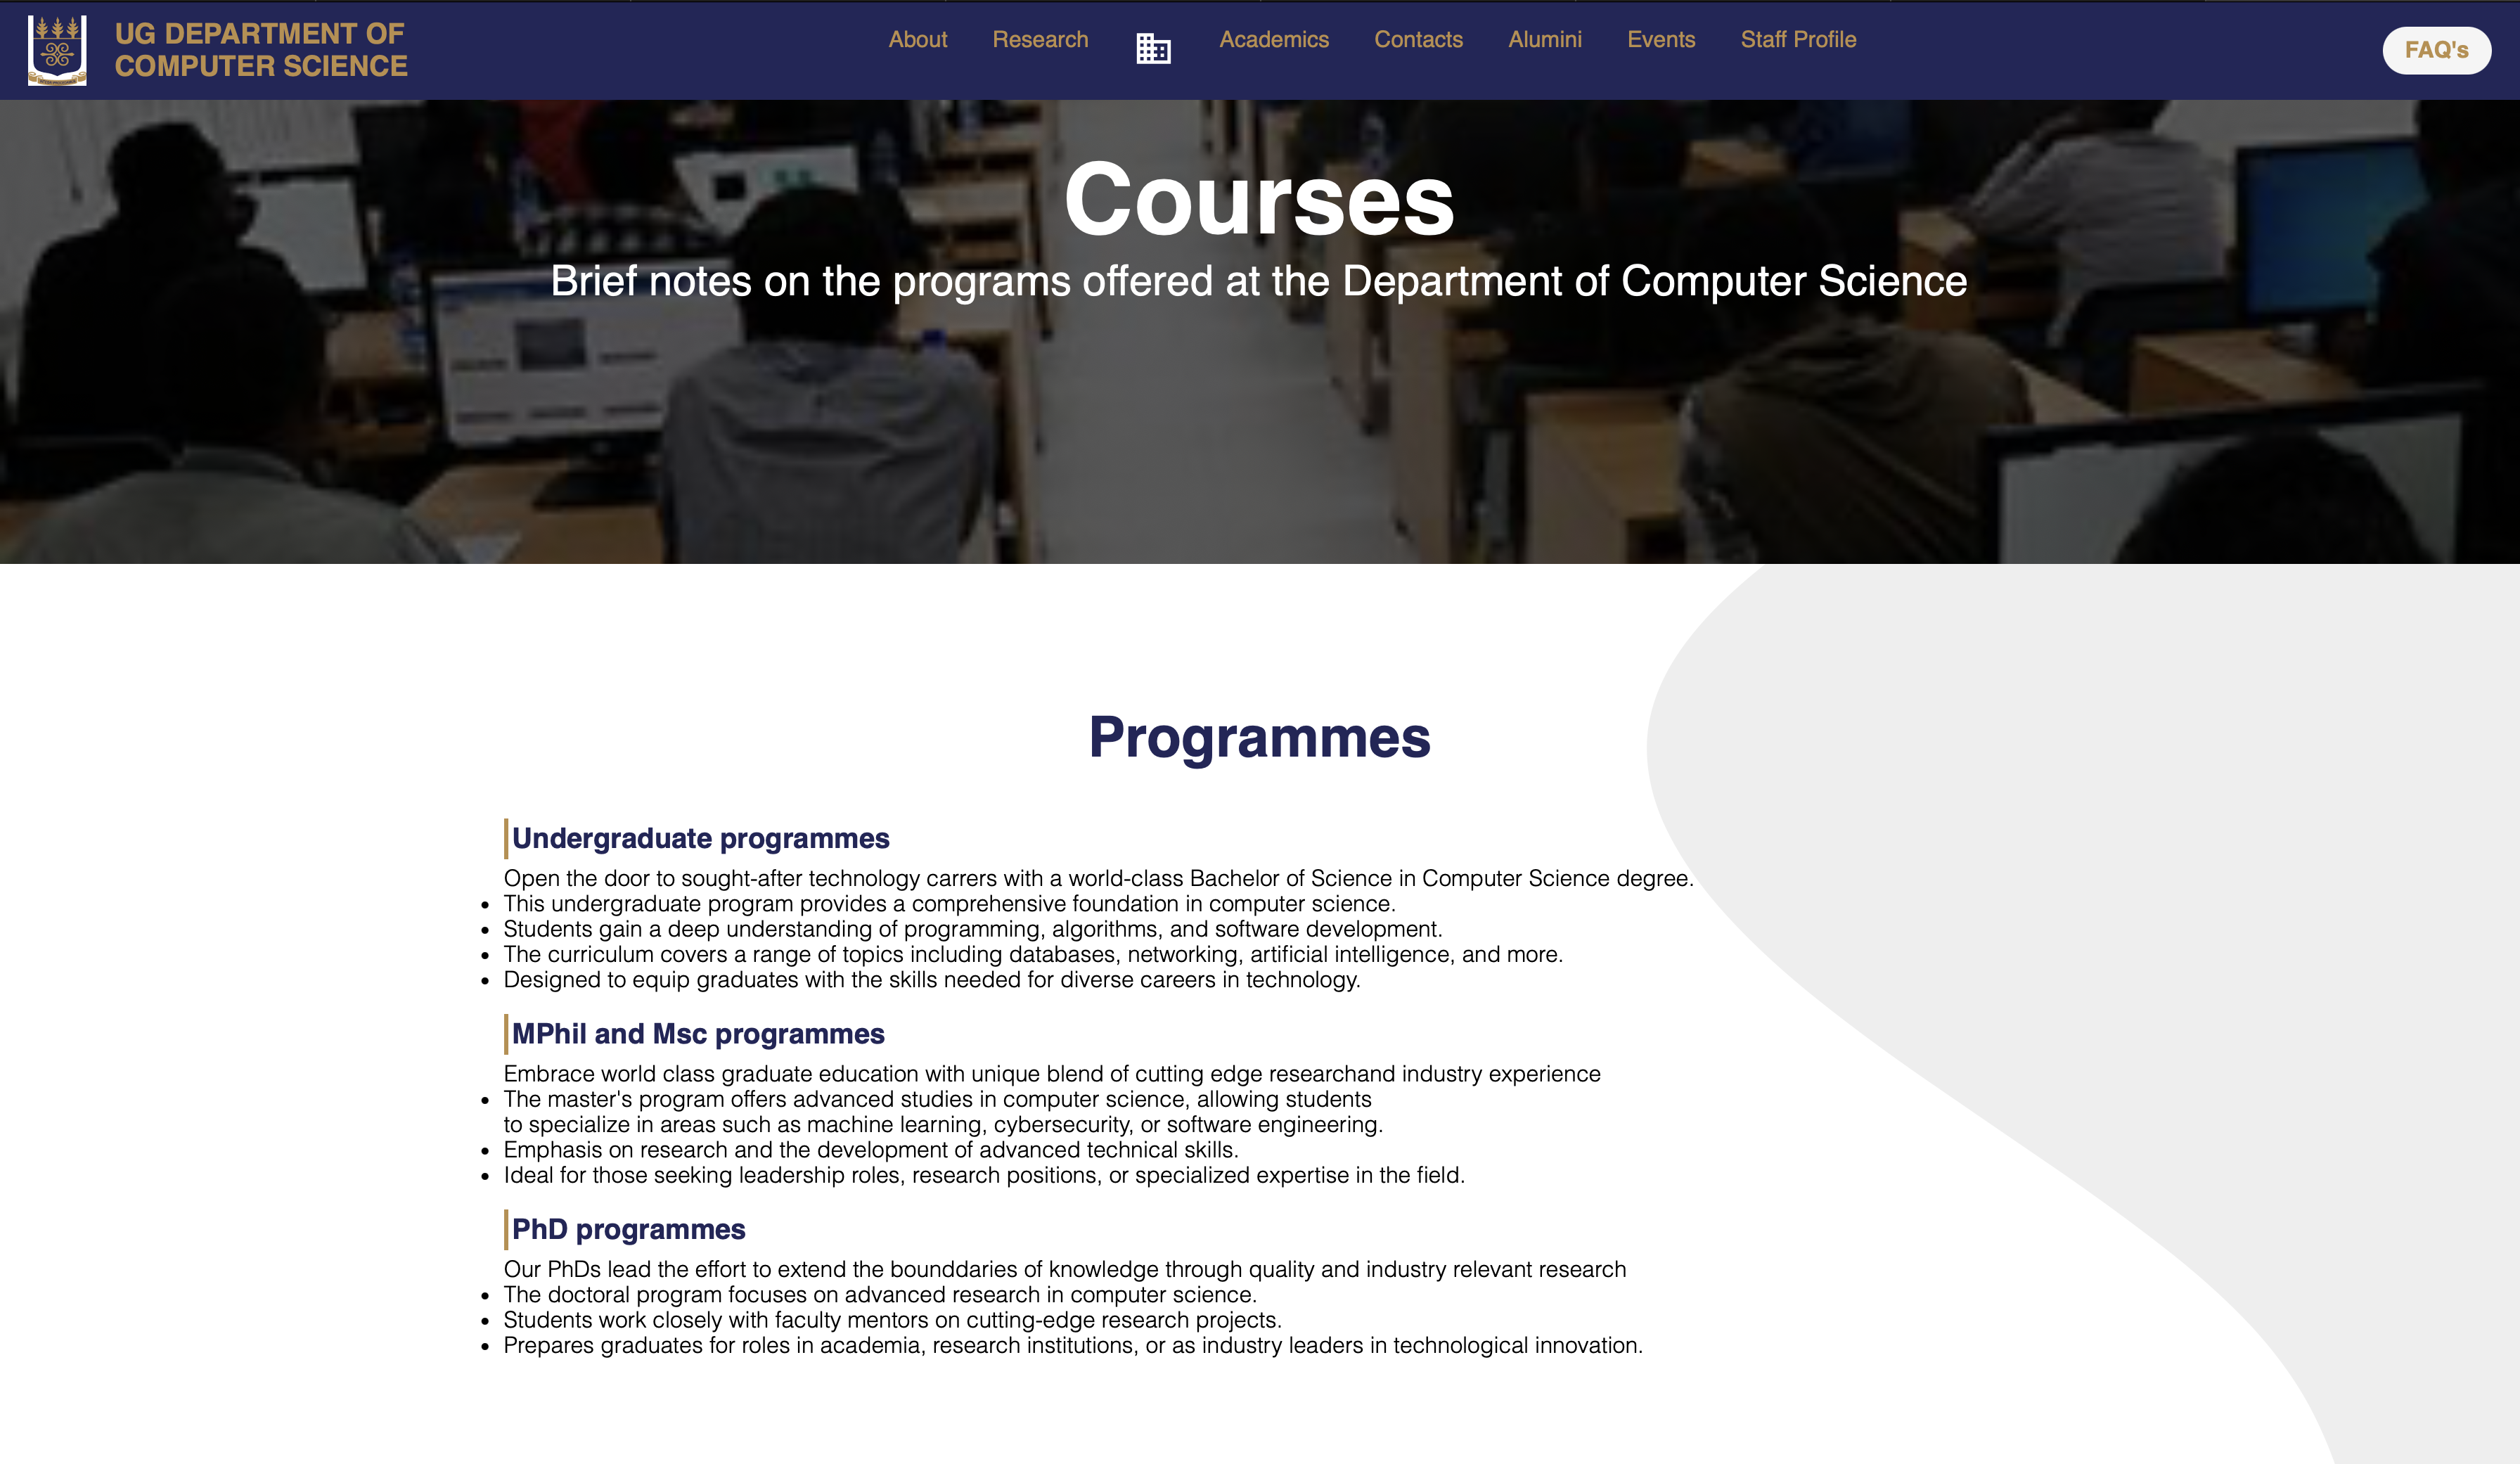 UG DEPARTMENT OF
COMPUTER SCIENCE
About
Research
Academics
Contacts
Alumini
Events
Staff Profile
FAQ's
Courses
Brief notes on the programs offered at the Department of Computer Science
Programmes
Undergraduate programmes
Open the door to sought-after technology carrers with a world-class Bachelor of Science in Computer Science degree.
• This undergraduate program provides a comprehensive foundation in computer science.
• Students gain a deep understanding of programming, algorithms, and software development.
• The curriculum covers a range of topics including databases, networking, artificial intelligence, and more.
• Designed to equip graduates with the skills needed for diverse careers in technology.
MPhil and Msc programmes
Embrace world class graduate education with unique blend of cutting edge researchand industry experience
• The master's program offers advanced studies in computer science, allowing students
to specialize in areas such as machine learning, cybersecurity, or software engineering.
• Emphasis on research and the development of advanced technical skills.
• Ideal for those seeking leadership roles, research positions, or specialized expertise in the field.
PhD programmes
Our PhDs lead the effort to extend the bounddaries of knowledge through quality and industry relevant research
• The doctoral program focuses on advanced research in computer science.
• Students work closely with faculty mentors on cutting-edge research projects.
• Prepares graduates for roles in academia, research institutions, or as industry leaders in technological innovation.